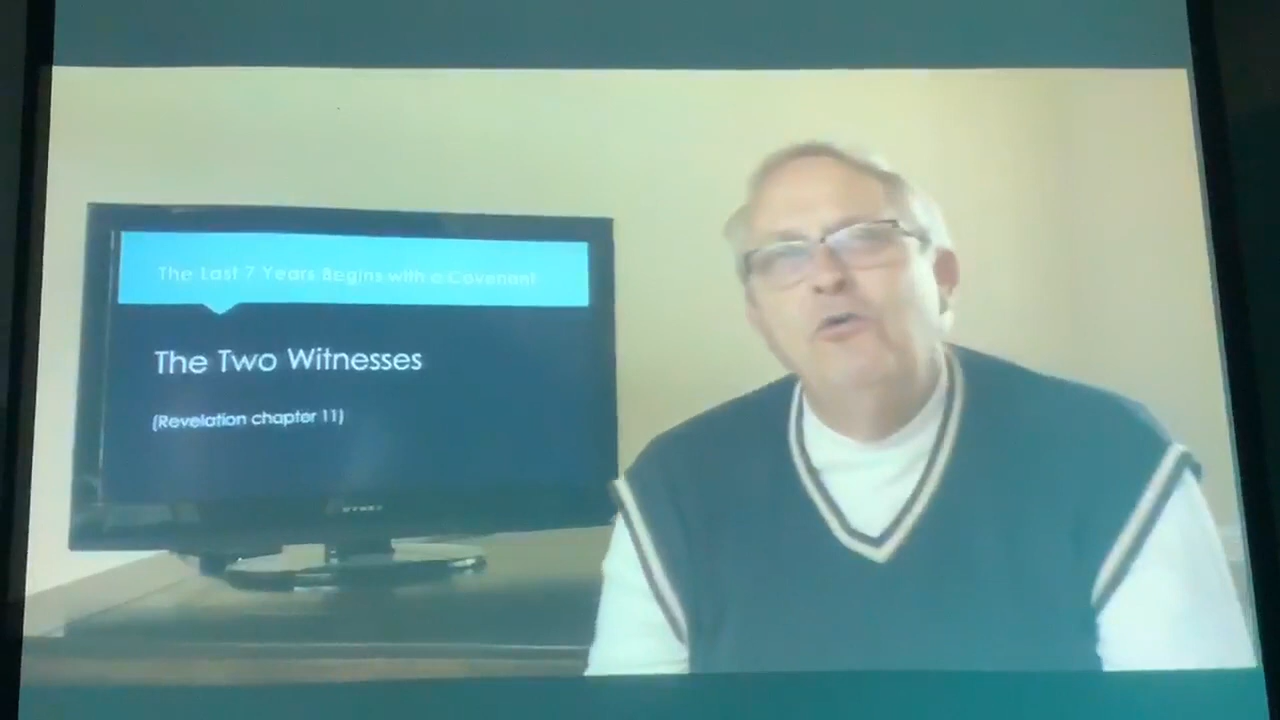 The Last 7 Years Begins with a Covenant
The Two Witnesses
(Revelation chapter 11)